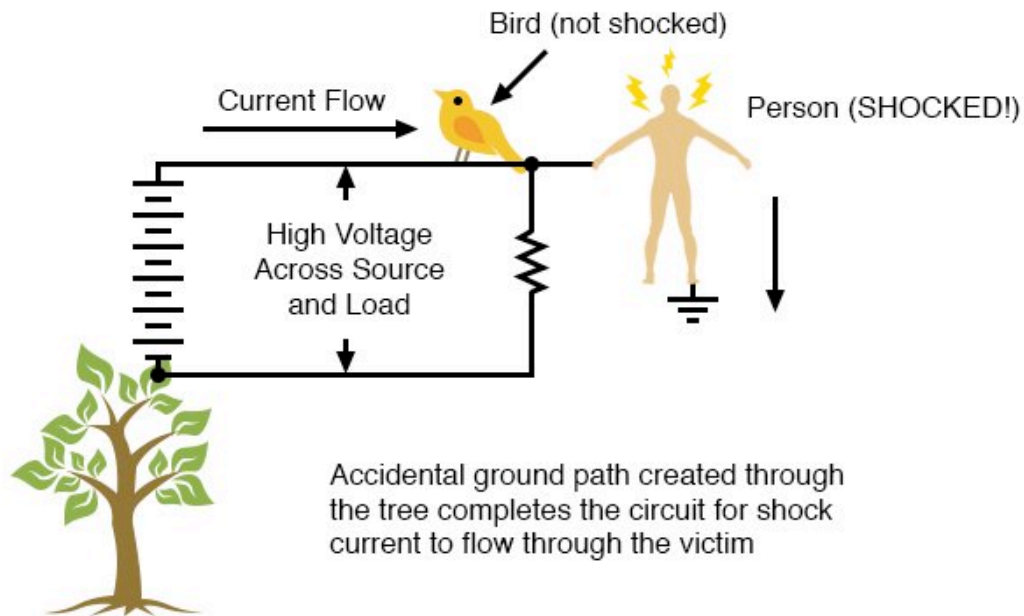 Bird (not shocked)
Current Flow
Person (SHOCKED!)
High Voltage
Across Source
and Load
Accidental ground path created through
the tree completes the circuit for shock
current to flow through the victim